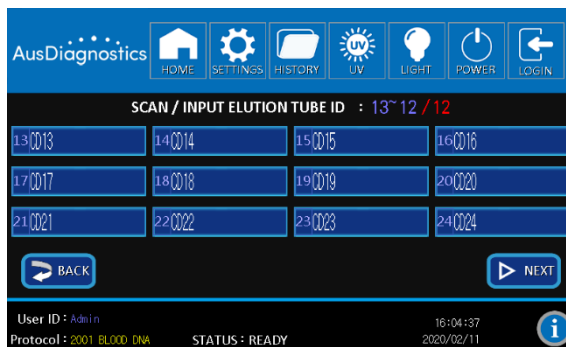 AusDiagnostics
HOME SETTINGS HISTORY UV UV LIGHT POWER LOGIN
SCAN / INPUT ELUTION TUBE ID : 13~12 / 12
13 CD13 14 CD14 15 CD15 16 CD16
17 CD17 18 CD18 19 CD19 20 CD20
21 CD21 22 CD22 23 CD23 24 CD24
BACK NEXT
User ID : Admin 16:04:37
Protocol : 2001 BLOOD DNA STATUS : READY 2020/02/11
i